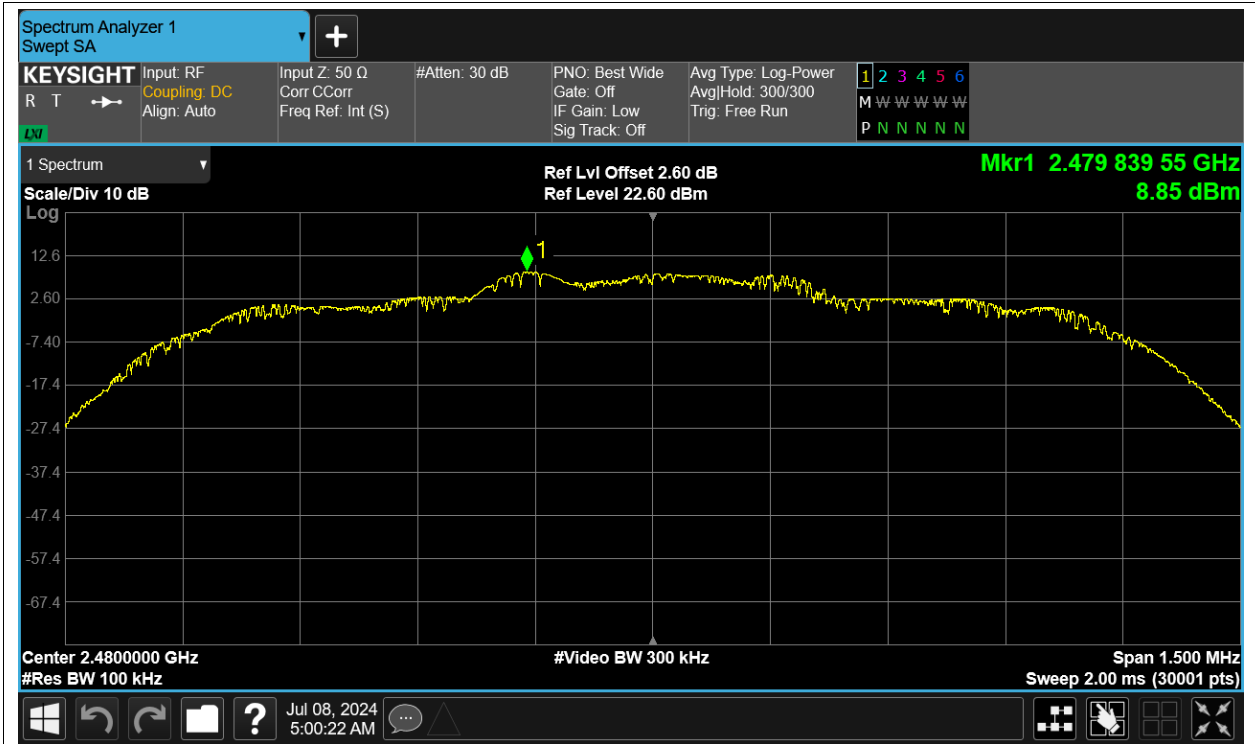 Spectrum Analyzer 1
Swept SA
KEYSIGHT
R T
LXI
Input: RF
Coupling: DC
Align: Auto
Input Z: 50 Ω
Corr CCorr
Freq Ref: Int (S)
#Atten: 30 dB
PNO: Best Wide
Gate: Off
IF Gain: Low
Sig Track: Off
Avg Type: Log-Power
Avg|Hold: 300/300
Trig: Free Run
1 2 3 4 5 6
M W W W W W
P N N N N N
1 Spectrum
Scale/Div 10 dB
Log
Ref Lvl Offset 2.60 dB
Ref Level 22.60 dBm
Mkr1 2.479 839 55 GHz
8.85 dBm
1
12.6
2.60
-7.40
-17.4
-27.4
-37.4
-47.4
-57.4
-67.4
Center 2.4800000 GHz
#Res BW 100 kHz
#Video BW 300 kHz
Span 1.500 MHz
Sweep 2.00 ms (30001 pts)
?
Jul 08, 2024
5:00:22 AM